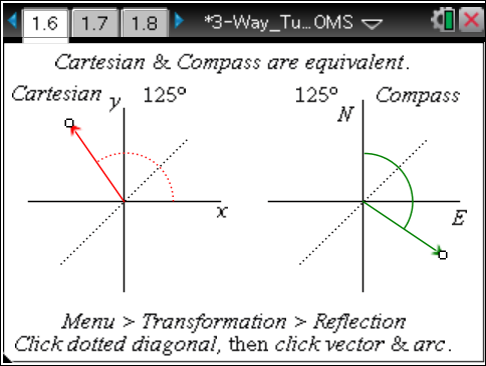 1.6 1.7 1.8 *3-Way_Tu…OMS
Cartesian & Compass are equivalent.
Cartesian y 125° 125° Compass
N
x E
Menu > Transformation > Reflection
Click dotted diagonal, then click vector & arc.